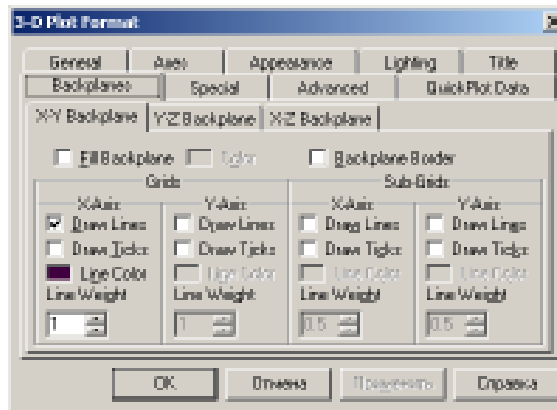 3-D Plot Format
General Axes Appearance Lighting Title
Backplanes Special Advanced QuickPlot Data
X-Y Backplane Y-Z Backplane X-Z Backplane
Fill Backplane Color Backplane Border
Grids Sub-Grids
X-Axis Y-Axis X-Axis Y-Axis
Draw Lines Draw Lines Draw Lines Draw Lines
Draw Ticks Draw Ticks Draw Ticks Draw Ticks
Line Color Line Color Line Color Line Color
Line Weight Line Weight Line Weight Line Weight
1 1 0.5 0.5
OK Отмена Применить Справка